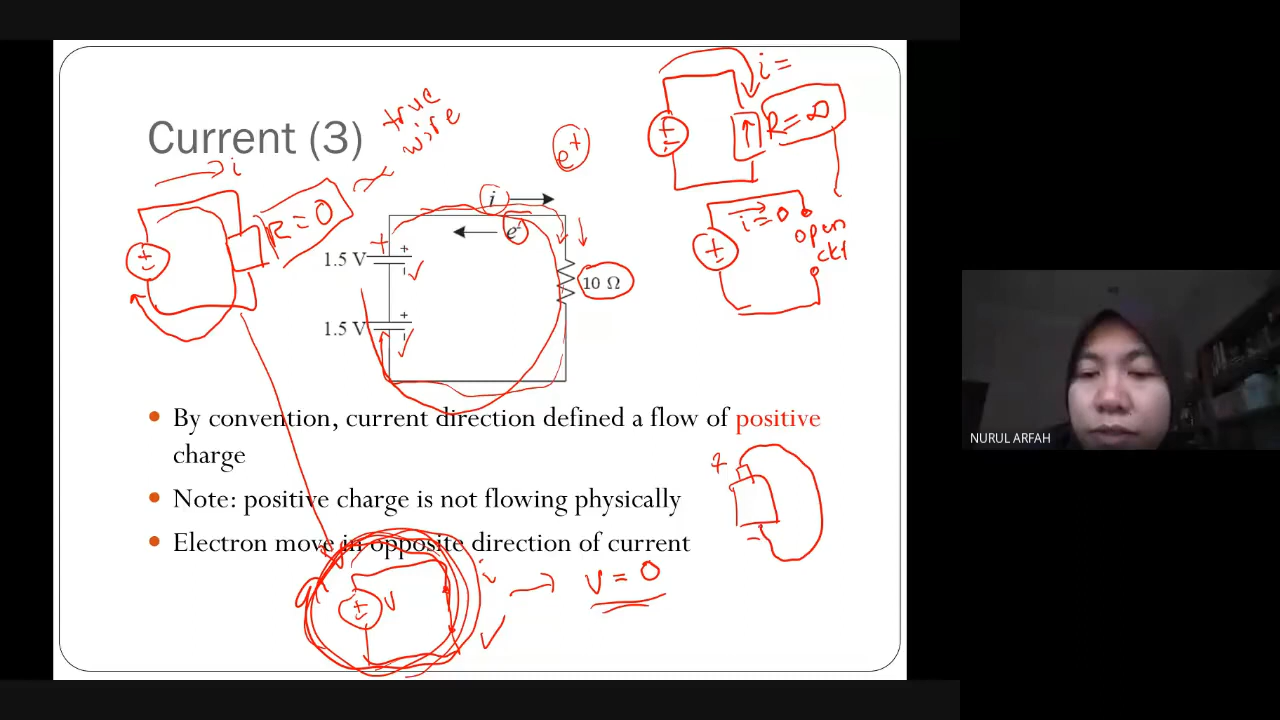 Current (3)
true
wire
i
R = 0
e+
i =
R = ∞
i = 0
open
ckt
i
e-
1.5 V
+
-
10 Ω
1.5 V
+
-
• By convention, current direction defined a flow of positive
charge
• Note: positive charge is not flowing physically
• Electron move in opposite direction of current
+
-
V
i
V = 0
NURUL ARFAH